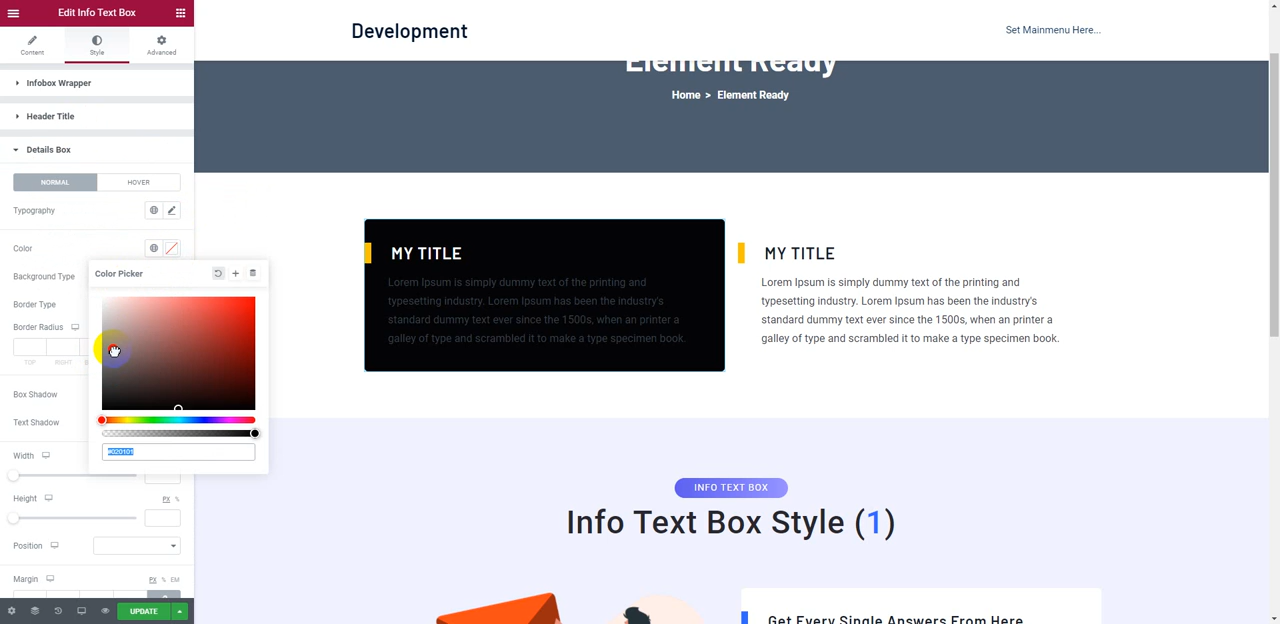 Edit Info Text Box
Content
Style
Advanced
Infobox Wrapper
Header Title
Details Box
NORMAL
HOVER
Typography
Color
Background Type
Border Type
Border Radius
TOP
RIGHT
Box Shadow
Text Shadow
Width
Height
PX %
Position
Margin
PX % EM
UPDATE
Color Picker
#020101
Development
Set Mainmenu Here...
Element Ready
Home > Element Ready
MY TITLE
Lorem Ipsum is simply dummy text of the printing and
typesetting industry. Lorem Ipsum has been the industry's
standard dummy text ever since the 1500s, when an printer a
galley of type and scrambled it to make a type specimen book.
MY TITLE
Lorem Ipsum is simply dummy text of the printing and
typesetting industry. Lorem Ipsum has been the industry's
standard dummy text ever since the 1500s, when an printer a
galley of type and scrambled it to make a type specimen book.
INFO TEXT BOX
Info Text Box Style (1)
Get Every Single Answers From Here